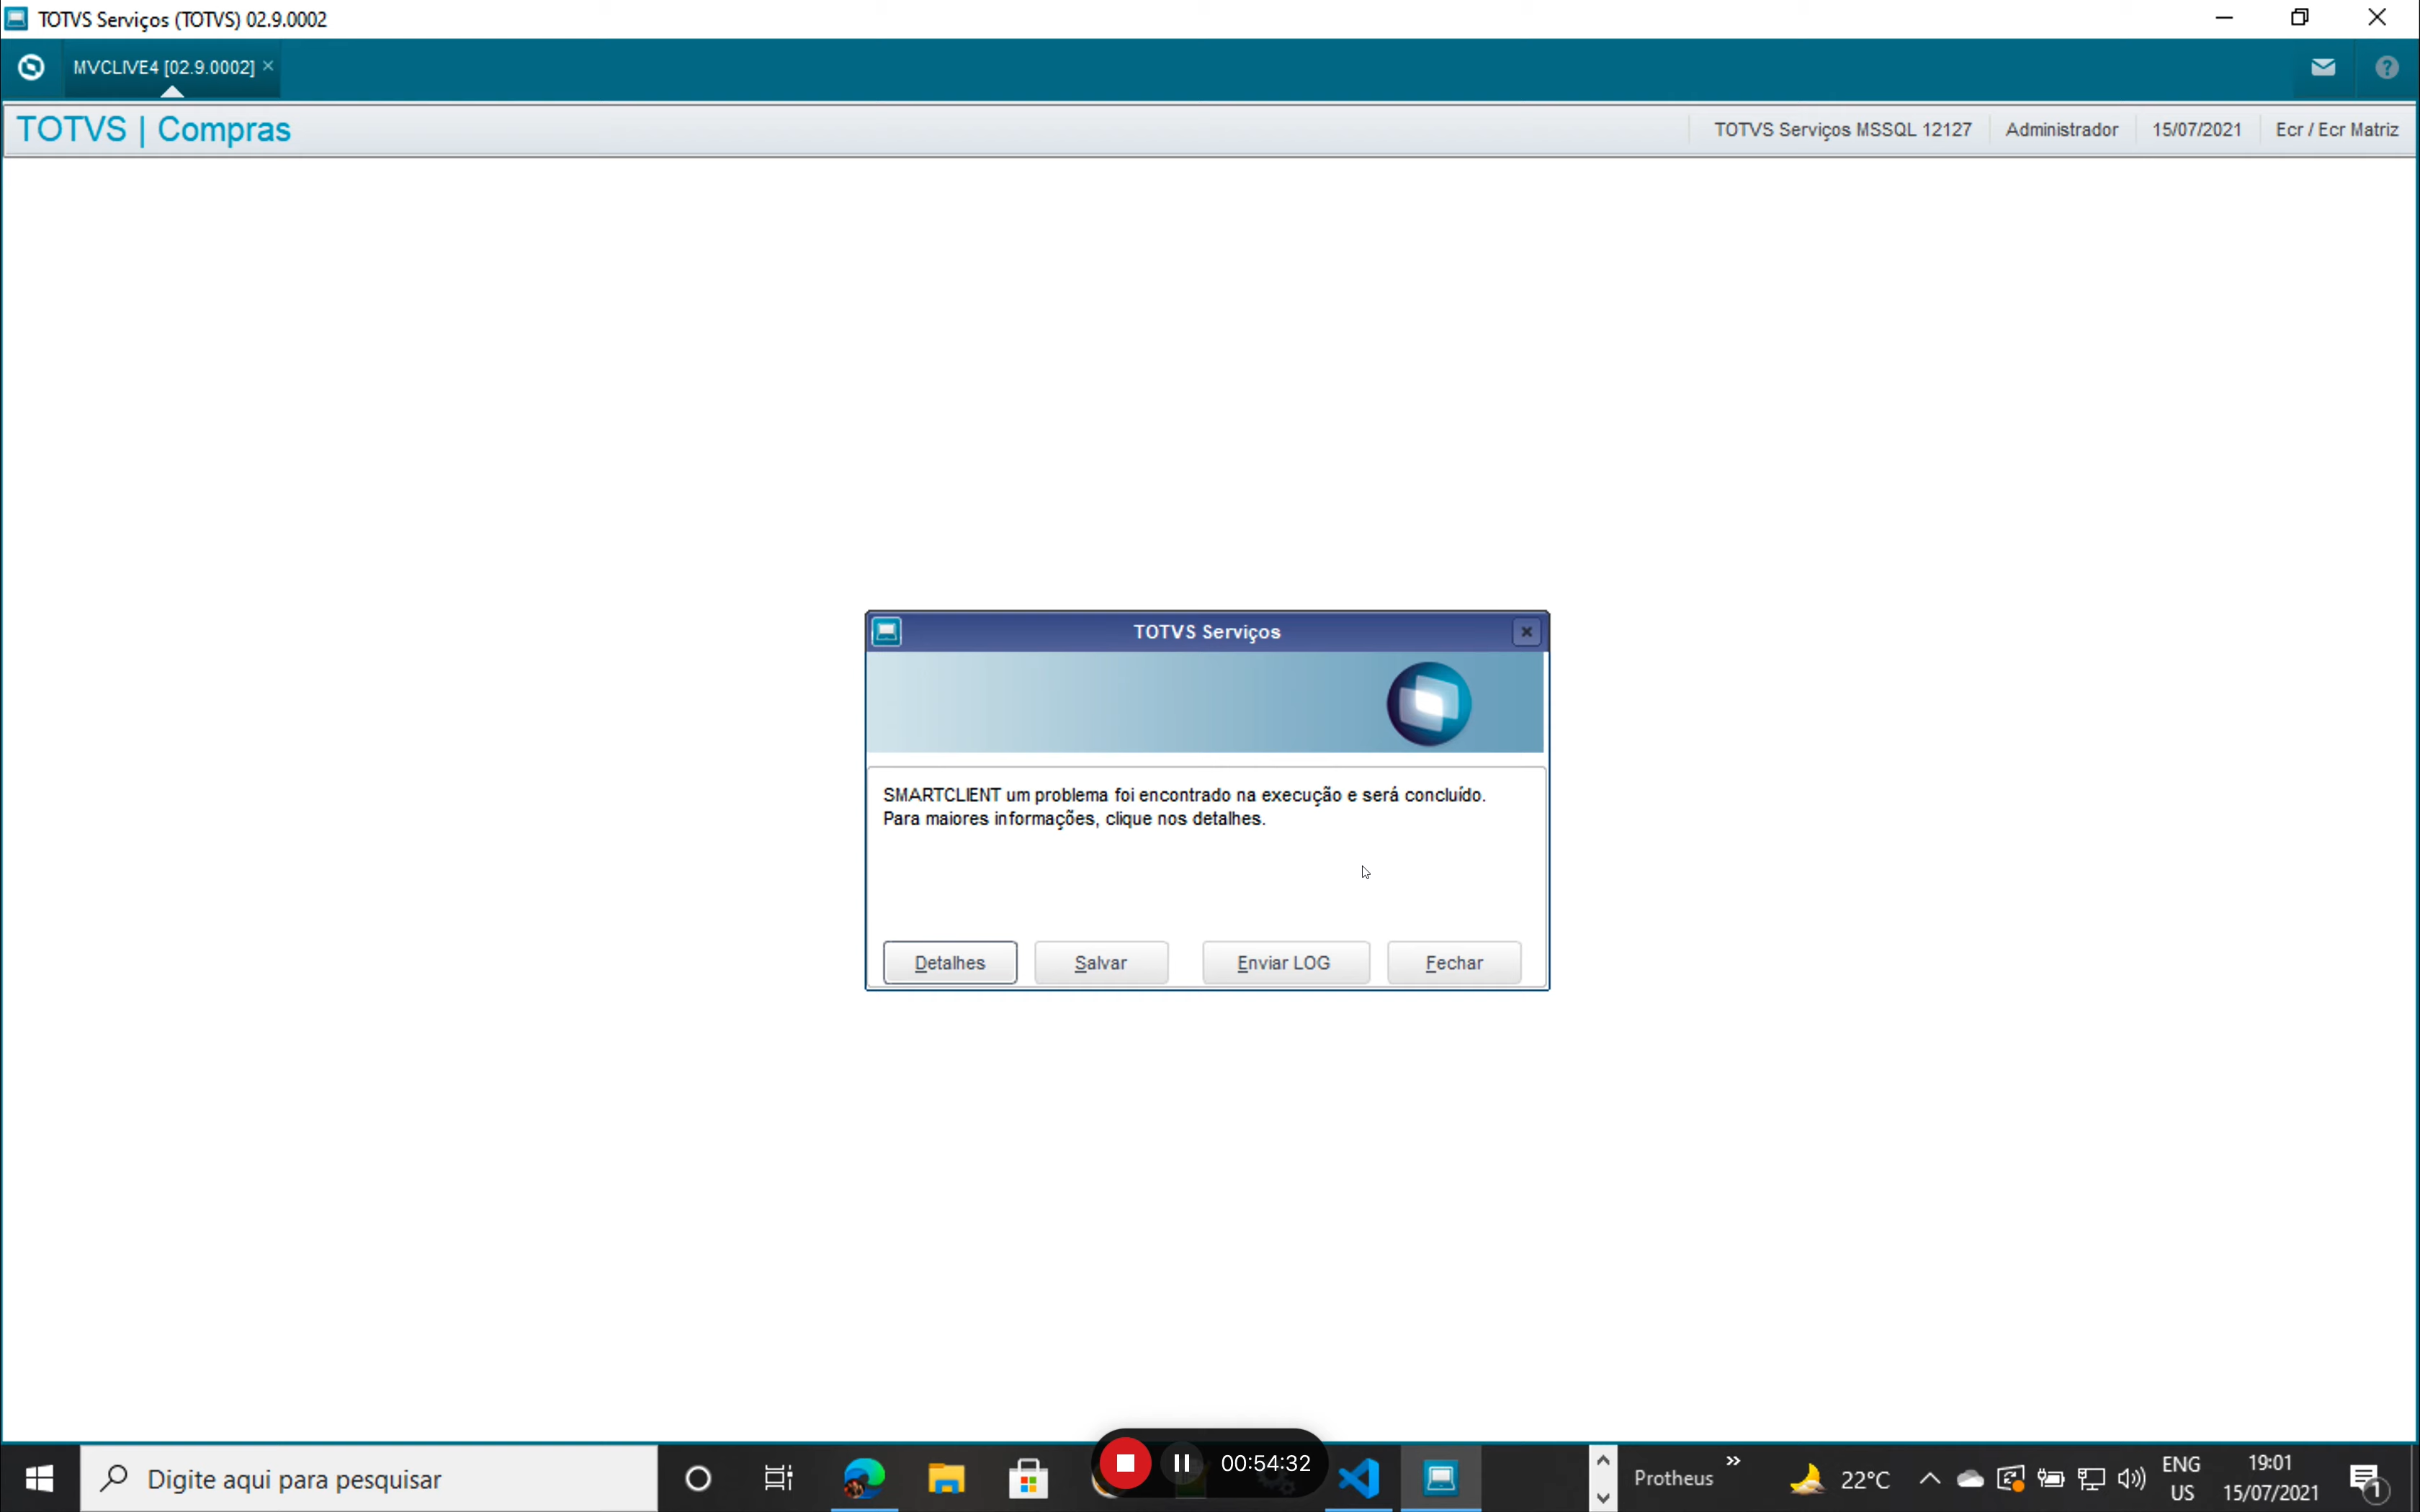 TOTVS Serviços (TOTVS) 02.9.0002
MVCLIVE4 [02.9.0002]
TOTVS | Compras
TOTVS Serviços MSSQL 12127
Administrador
15/07/2021
Ecr / Ecr Matriz
TOTVS Serviços
SMARTCLIENT um problema foi encontrado na execução e será concluído.
Para maiores informações, clique nos detalhes.
Detalhes
Salvar
Enviar LOG
Fechar
Digite aqui para pesquisar
00:54:32
Protheus
22°C
ENG
US
19:01
15/07/2021
1